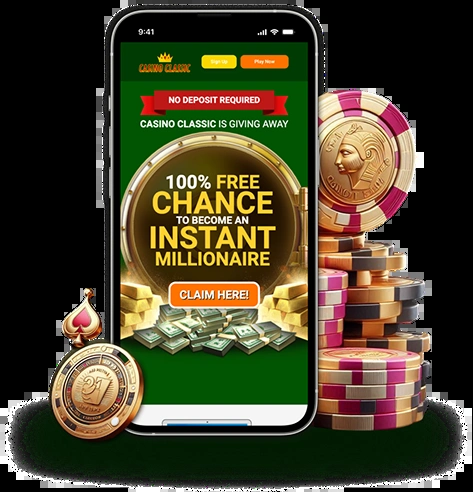 9:41
CASINO CLASSIC
Sign Up
Play Now
NO DEPOSIT REQUIRED
CASINO CLASSIC IS GIVING AWAY
100% FREE
CHANCE
TO BECOME AN
INSTANT
MILLIONAIRE
CLAIM HERE!
21